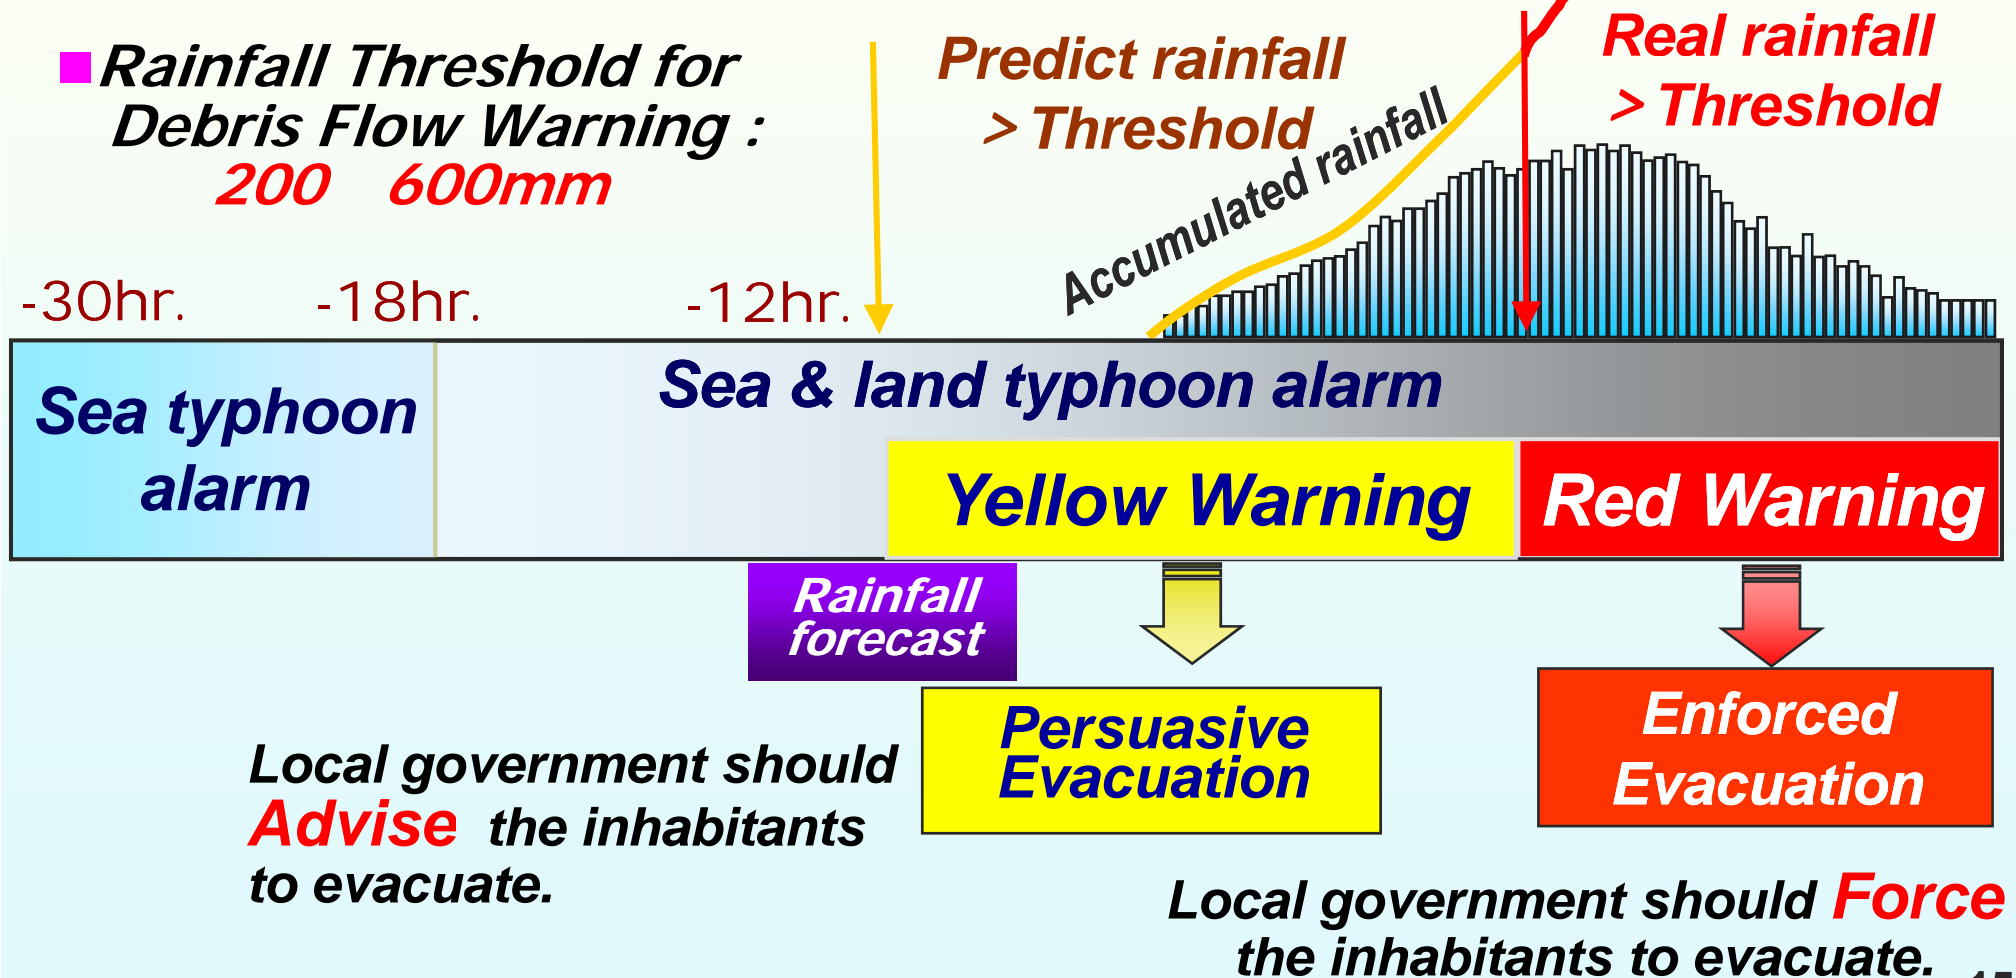 Rainfall Threshold for
Debris Flow Warning :
200 600mm
Predict rainfall
> Threshold
Real rainfall
> Threshold
Accumulated rainfall
-30hr.
-18hr.
-12hr.
Sea typhoon
alarm
Sea & land typhoon alarm
Yellow Warning
Red Warning
Rainfall
forecast
Persuasive
Evacuation
Enforced
Evacuation
Local government should
Advise the inhabitants
to evacuate.
Local government should Force
the inhabitants to evacuate.